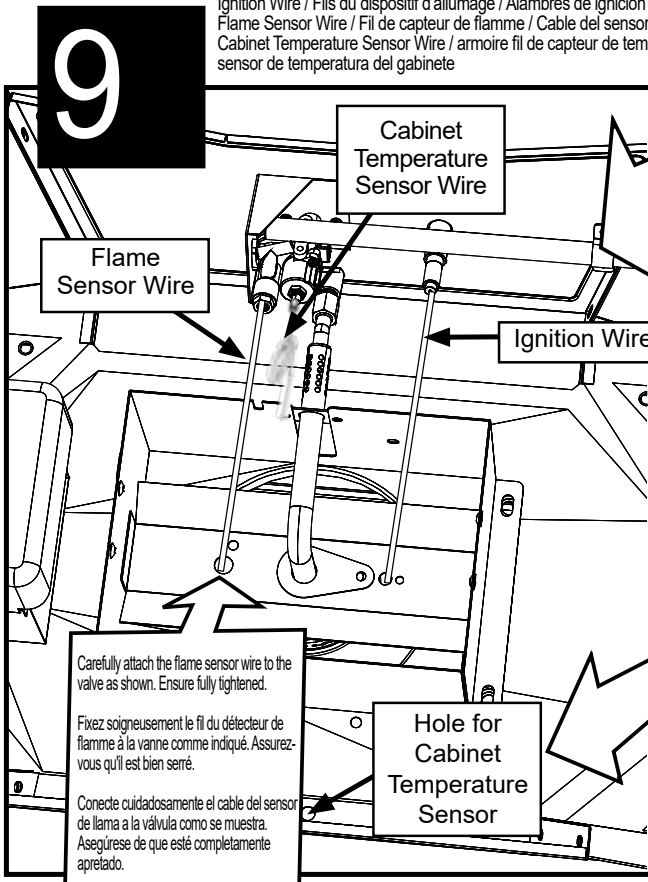 Ignition Wire / Fils du dispositif d'allumage / Alambres de ignición
Flame Sensor Wire / Fil de capteur de flamme / Cable del sensor
Cabinet Temperature Sensor Wire / armoire fil de capteur de tem
sensor de temperatura del gabinete
9
Cabinet
Temperature
Sensor Wire
Flame
Sensor Wire
Ignition Wire
Carefully attach the flame sensor wire to the
valve as shown. Ensure fully tightened.
Fixez soigneusement le fil du détecteur de
flamme à la vanne comme indiqué. Assurez-
vous qu'il est bien serré.
Conecte cuidadosamente el cable del sensor
de llama a la válvula como se muestra.
Asegúrese de que esté completamente
apretado.
Hole for
Cabinet
Temperature
Sensor